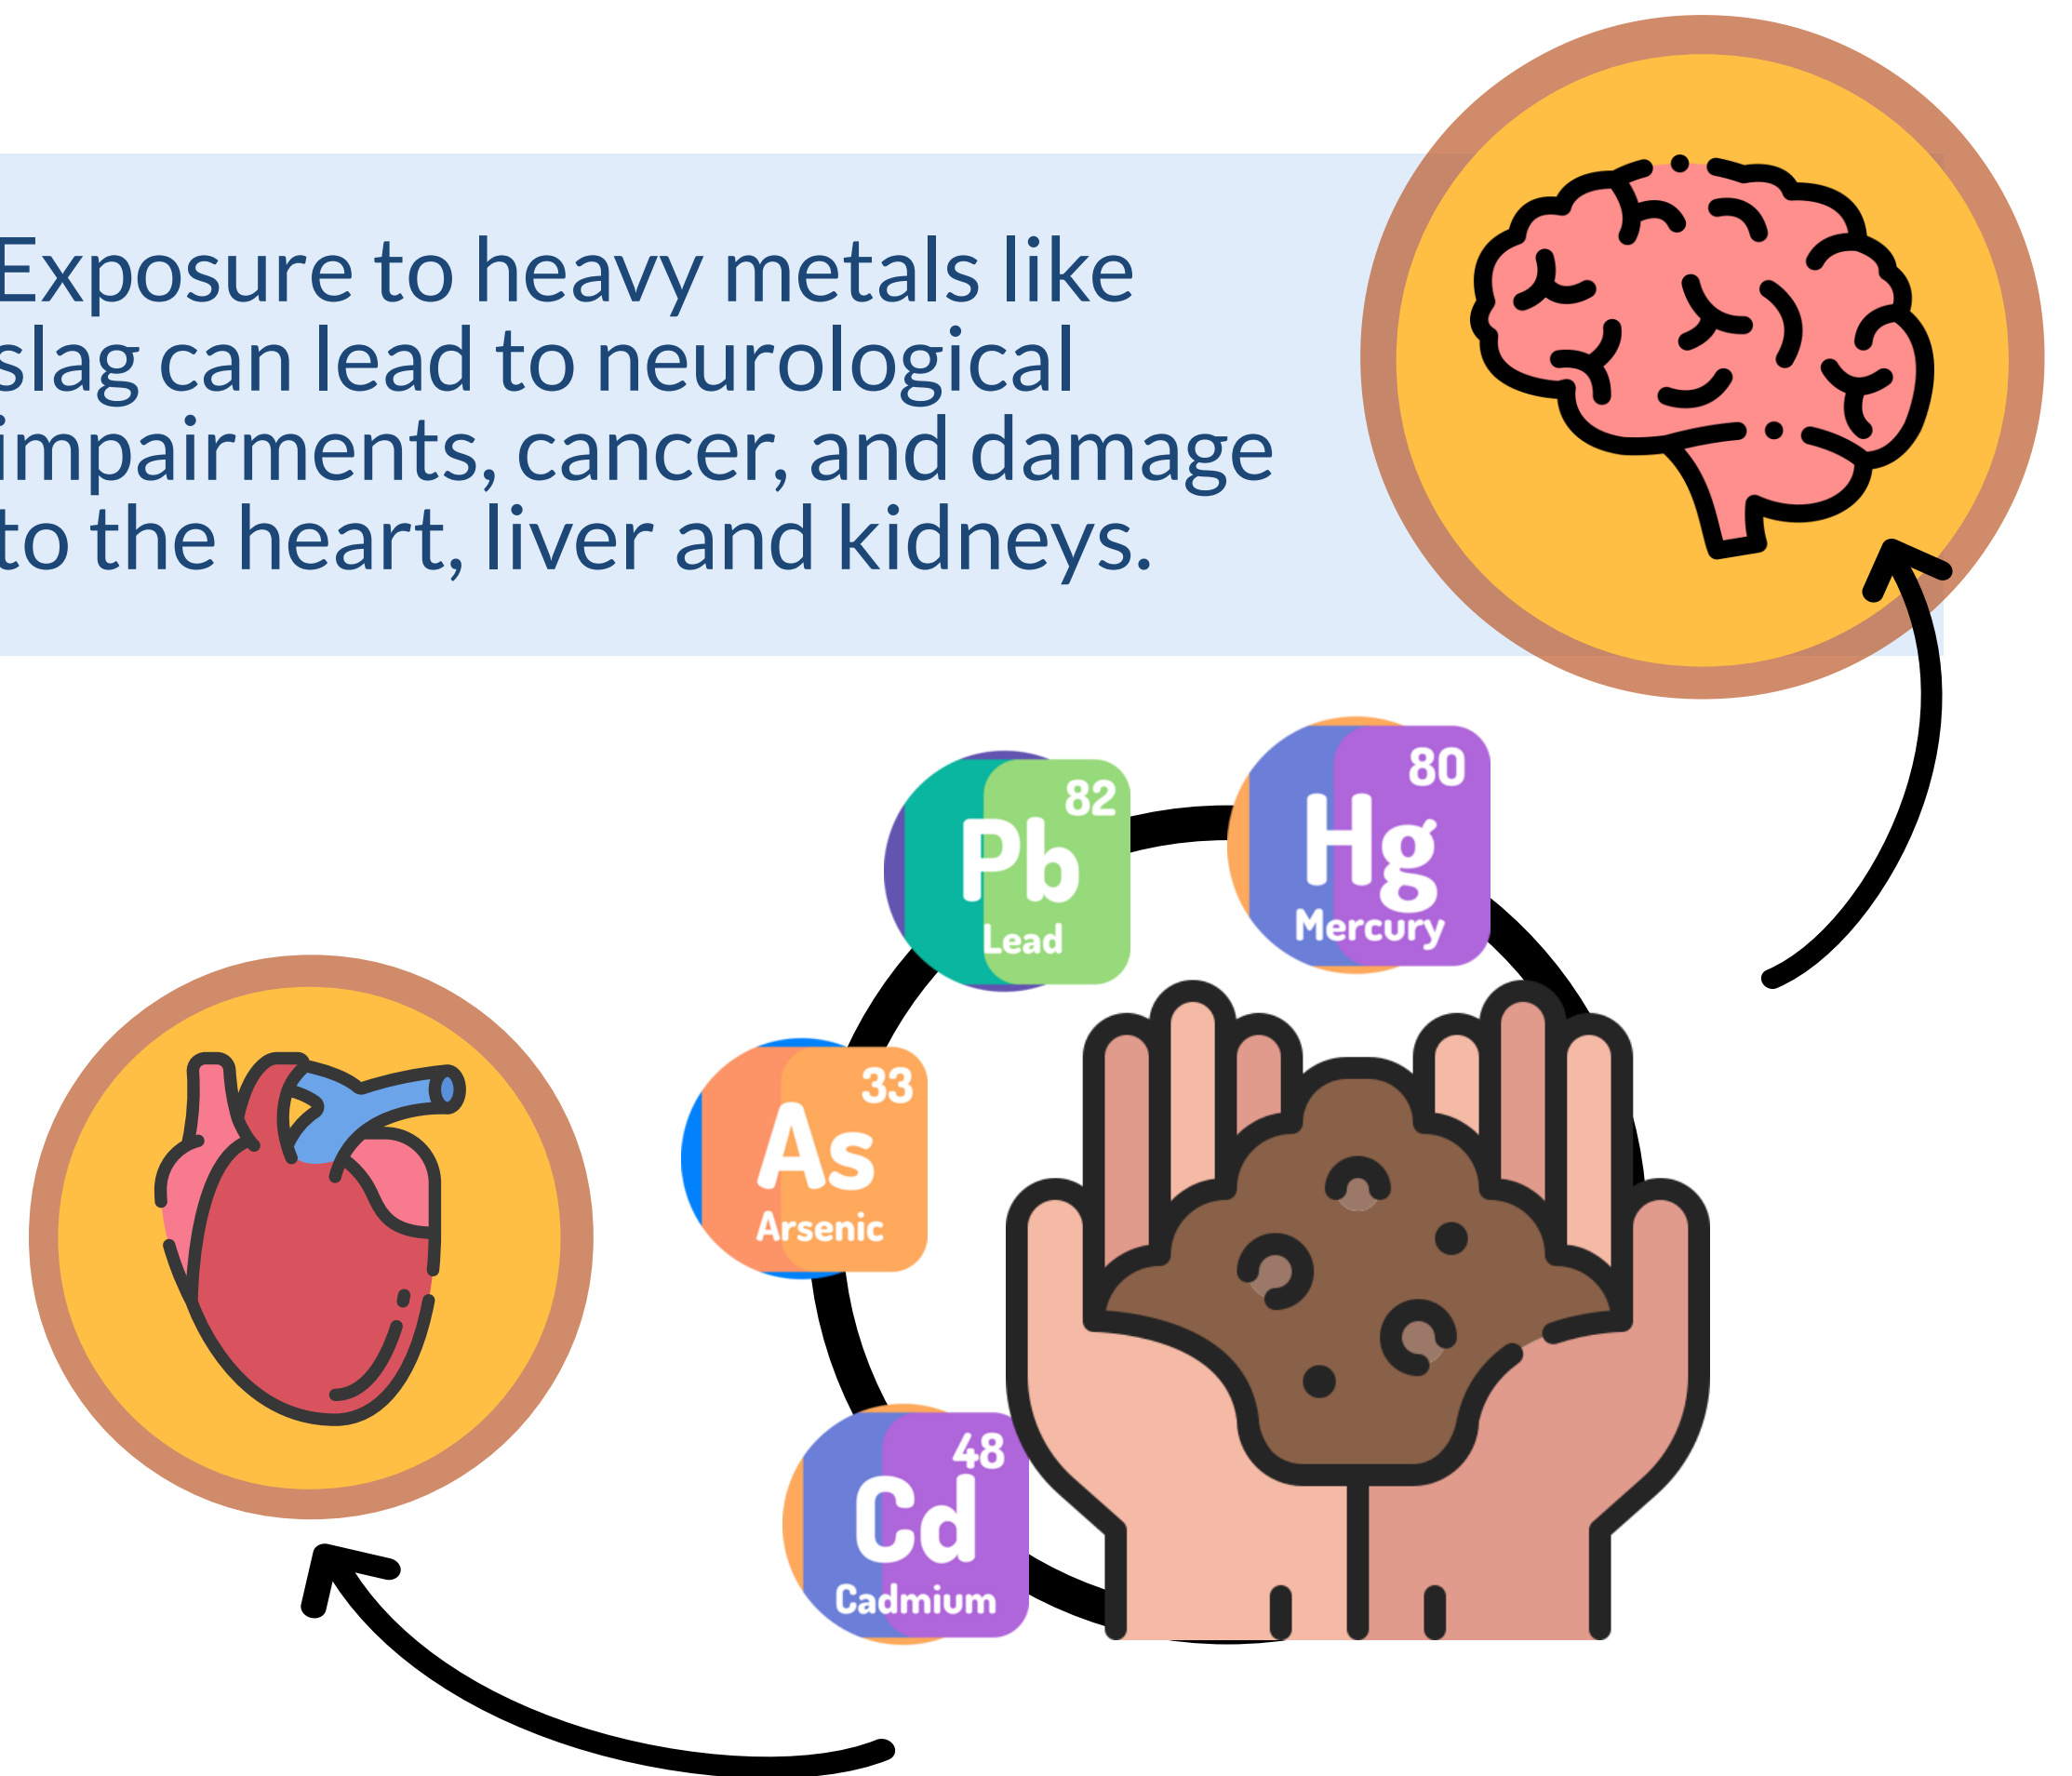 Exposure to heavy metals like
slag can lead to neurological
impairments, cancer, and damage
to the heart, liver and kidneys.
80
Hg
Mercury
82
Pb
Lead
33
As
Arsenic
48
Cd
Cadmium